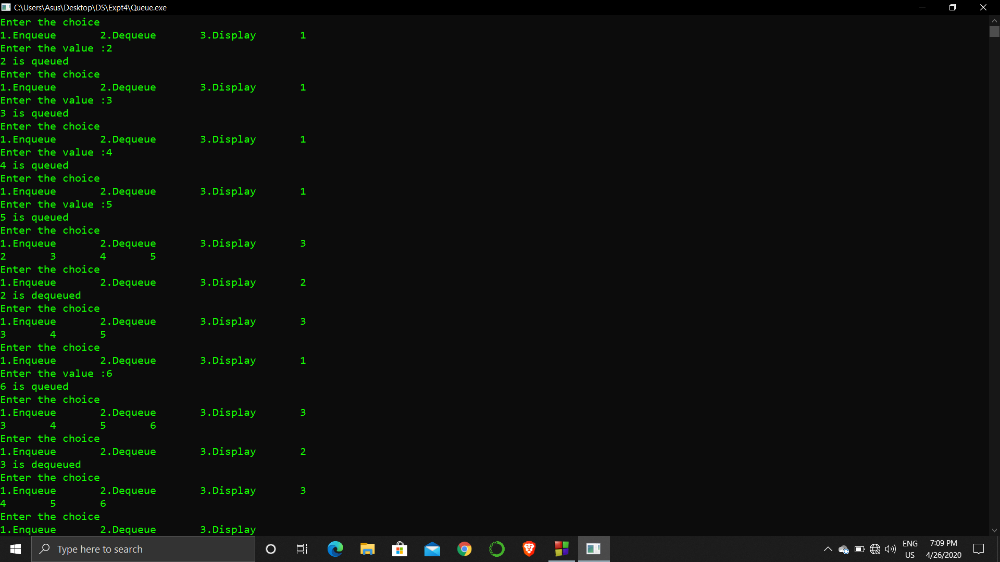 C:\Users\Asus\Desktop\DS\Expt4\Queue.exe
Enter the choice
1.Enqueue 2.Dequeue 3.Display 1
Enter the value :2
2 is queued
Enter the choice
1.Enqueue 2.Dequeue 3.Display 1
Enter the value :3
3 is queued
Enter the choice
1.Enqueue 2.Dequeue 3.Display 1
Enter the value :4
4 is queued
Enter the choice
1.Enqueue 2.Dequeue 3.Display 1
Enter the value :5
5 is queued
Enter the choice
1.Enqueue 2.Dequeue 3.Display 3
2 3 4 5
Enter the choice
1.Enqueue 2.Dequeue 3.Display 2
2 is dequeued
Enter the choice
1.Enqueue 2.Dequeue 3.Display 3
3 4 5
Enter the choice
1.Enqueue 2.Dequeue 3.Display 1
Enter the value :6
6 is queued
Enter the choice
1.Enqueue 2.Dequeue 3.Display 3
3 4 5 6
Enter the choice
1.Enqueue 2.Dequeue 3.Display 2
3 is dequeued
Enter the choice
1.Enqueue 2.Dequeue 3.Display 3
4 5 6
Enter the choice
1.Enqueue 2.Dequeue 3.Display
Type here to search
ENG
US
7:09 PM
4/26/2020